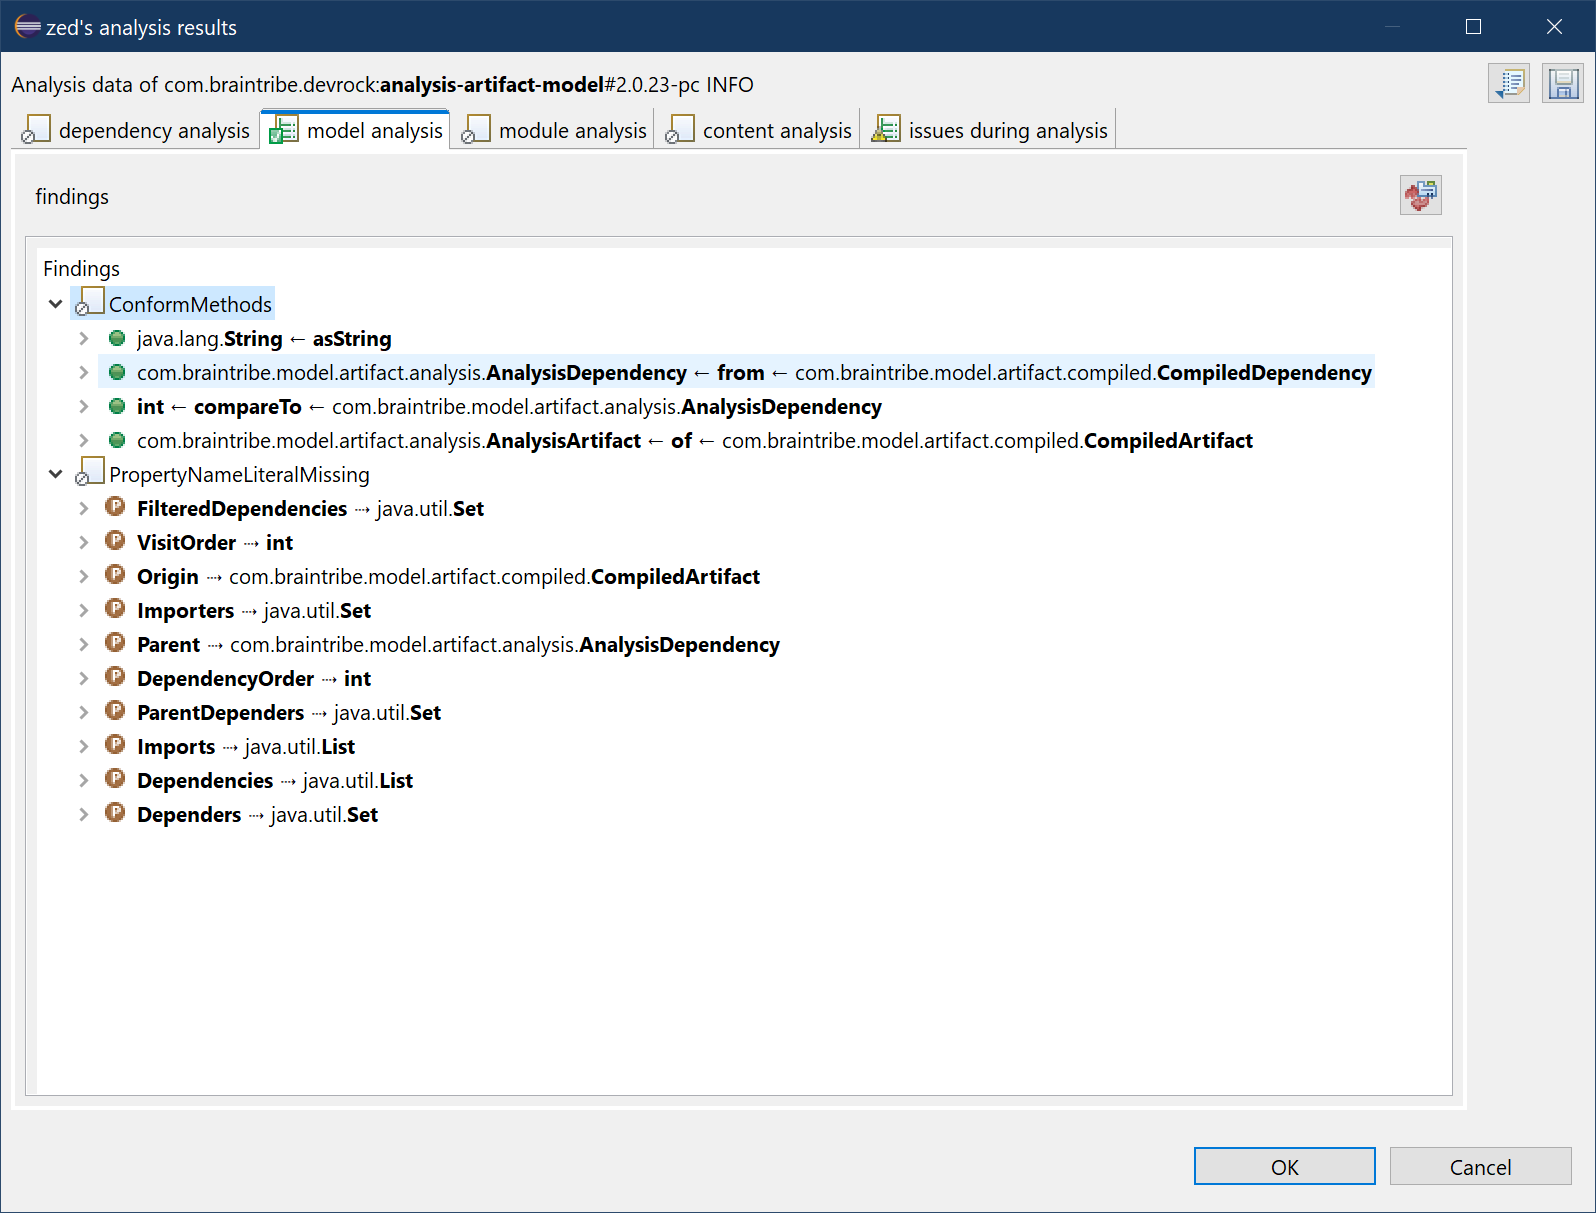 zed's analysis results
Analysis data of com.braintribe.devrock:analysis-artifact-model#2.0.23-pc INFO
dependency analysis model analysis module analysis content analysis issues during analysis
findings
Findings
ConformMethods
java.lang.String ← asString
com.braintribe.model.artifact.analysis.AnalysisDependency ← from ← com.braintribe.model.artifact.compiled.CompiledDependency
int ← compareTo ← com.braintribe.model.artifact.analysis.AnalysisDependency
com.braintribe.model.artifact.analysis.AnalysisArtifact ← of ← com.braintribe.model.artifact.compiled.CompiledArtifact
PropertyNameLiteralMissing
P FilteredDependencies ⇢ java.util.Set
P VisitOrder ⇢ int
P Origin ⇢ com.braintribe.model.artifact.compiled.CompiledArtifact
P Importers ⇢ java.util.Set
P Parent ⇢ com.braintribe.model.artifact.analysis.AnalysisDependency
P DependencyOrder ⇢ int
P ParentDependers ⇢ java.util.Set
P Imports ⇢ java.util.List
P Dependencies ⇢ java.util.List
P Dependers ⇢ java.util.Set
OK Cancel